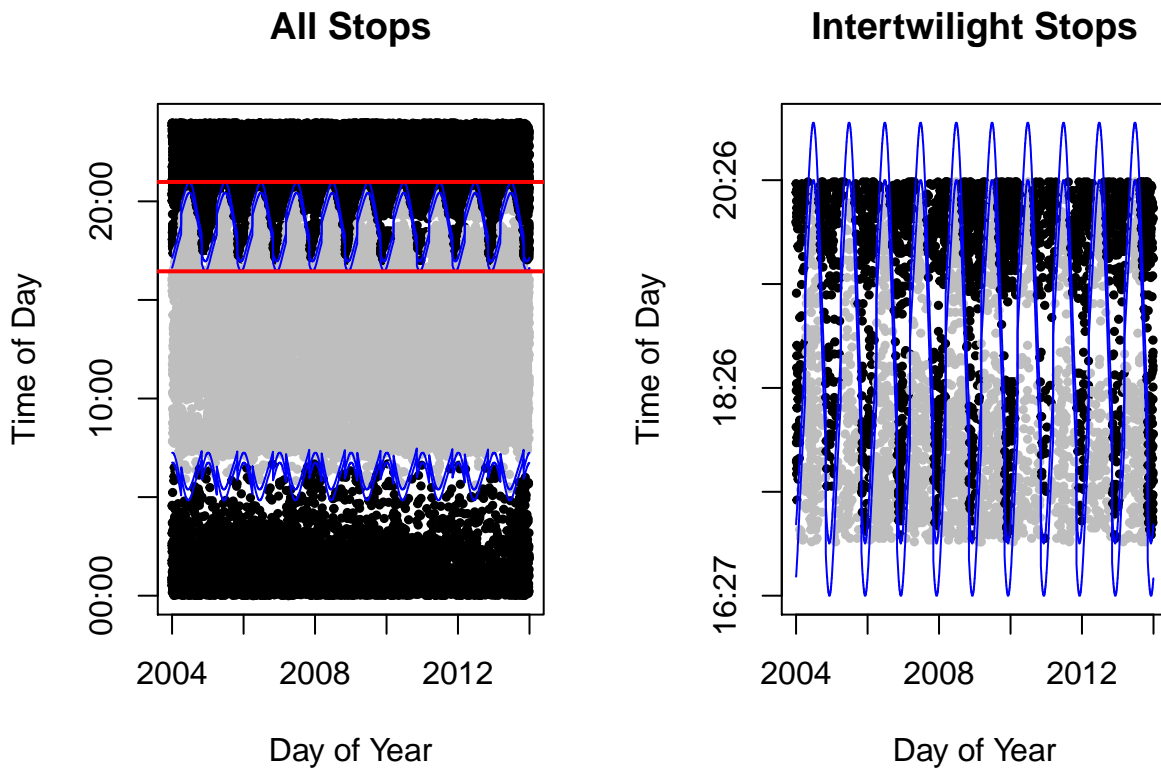 All Stops
Time of Day
20:00
10:00
00:00
2004 2008 2012
Day of Year
Intertwilight Stops
Time of Day
20:26
18:26
16:27
2004 2008 2012
Day of Year